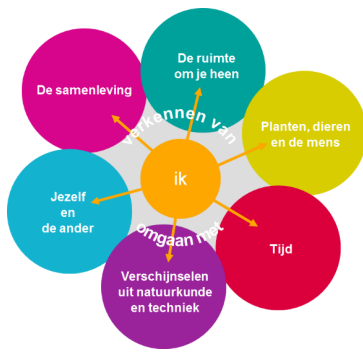 De ruimte
om je heen
De samenleving
verkennen van
Planten, dieren
en de mens
ik
Jezelf
en
de ander
omgaan met
Tijd
Verschijnselen
uit natuurkunde
en techniek